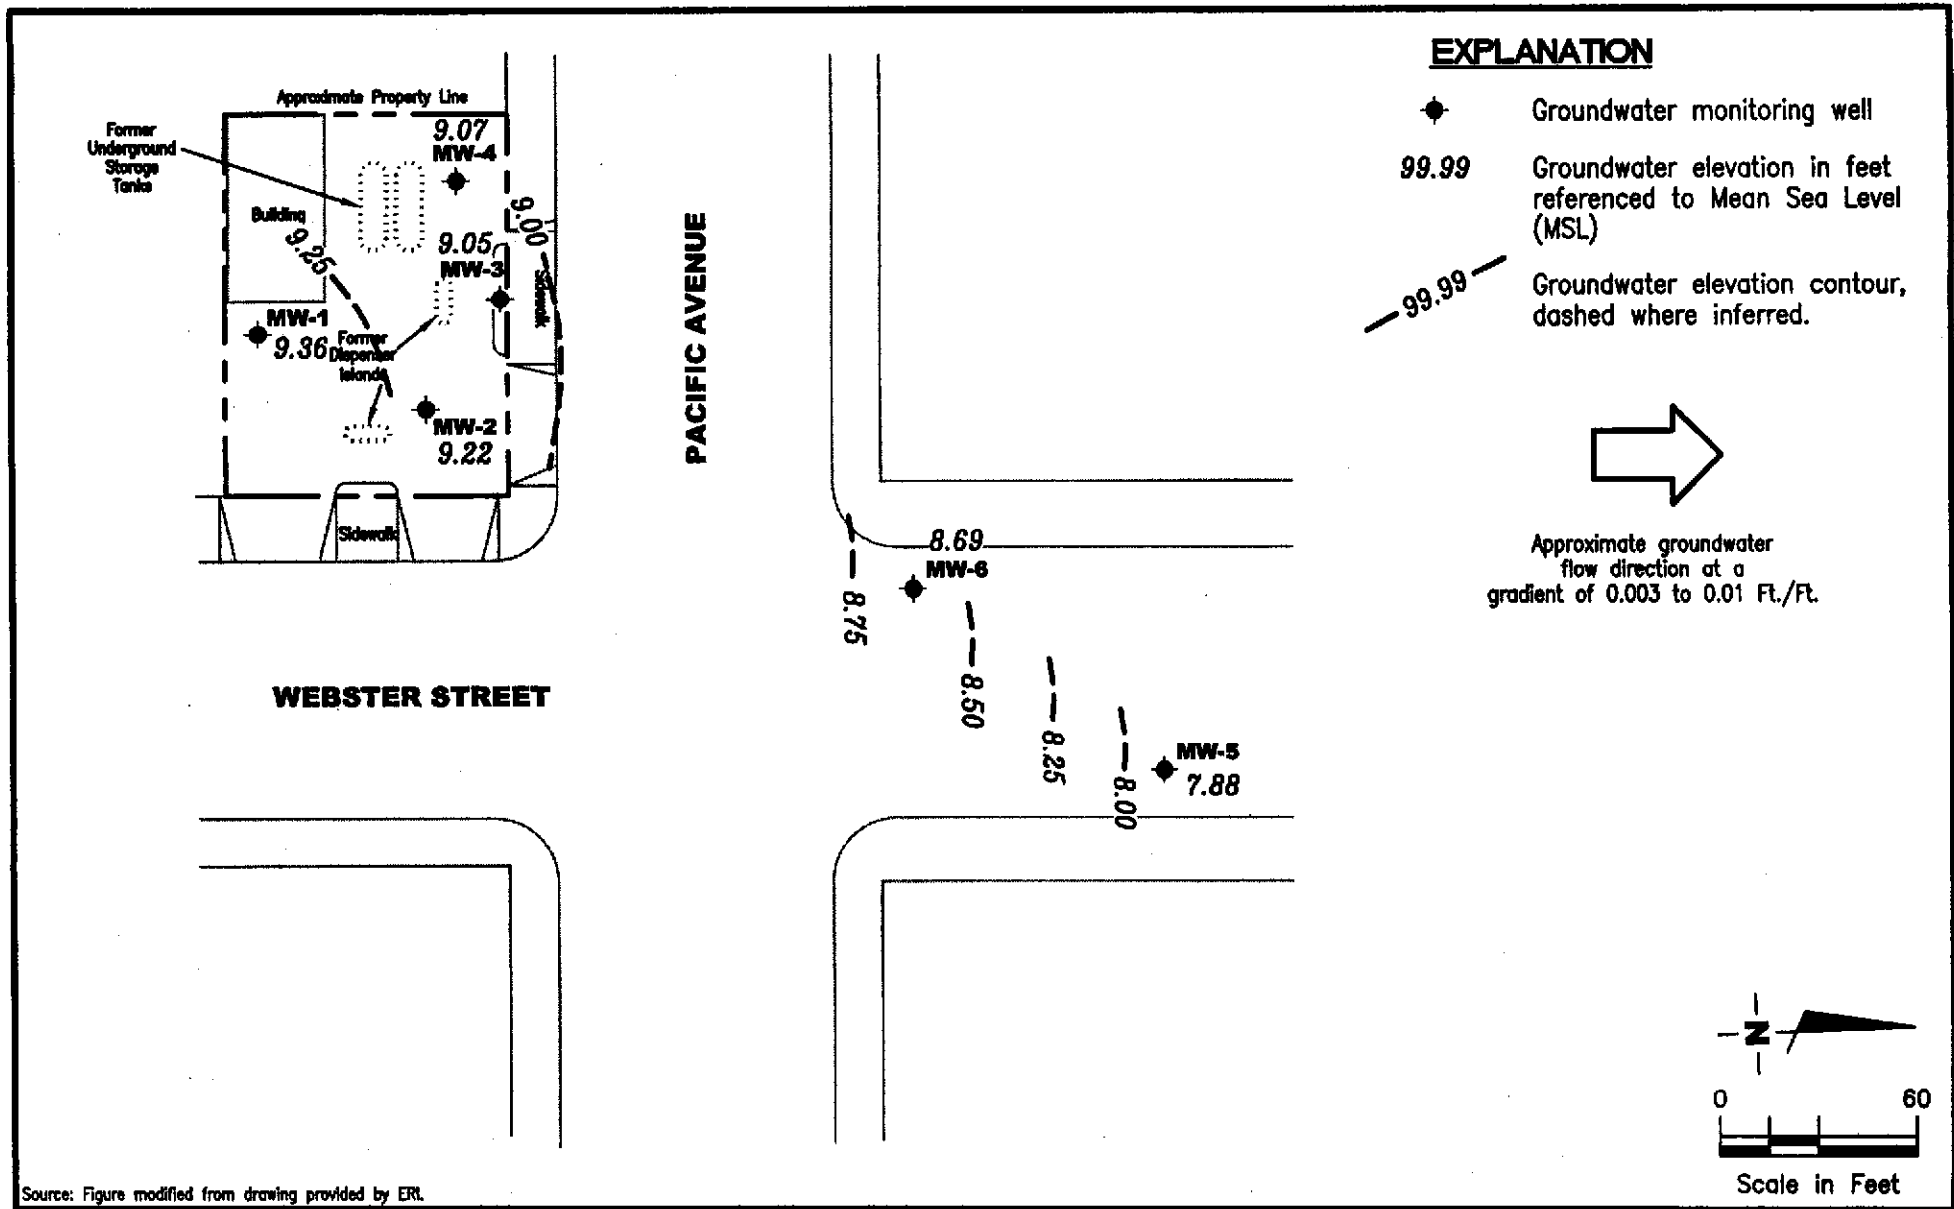 EXPLANATION
Groundwater monitoring well
99.99
Groundwater elevation in feet
referenced to Mean Sea Level
(MSL)
99.99
Groundwater elevation contour,
dashed where inferred.
Approximate groundwater
flow direction at a
gradient of 0.003 to 0.01 Ft./Ft.
Approximate Property Line
Former
Underground
Storage
Tanks
9.07
MW-4
Building
9.25
9.00
9.05
MW-3
Sidewalk
MW-1
9.36
Former
Dispenser
Islands
MW-2
9.22
Sidewalk
PACIFIC AVENUE
WEBSTER STREET
8.69
MW-6
8.75
8.50
8.25
8.00
MW-5
7.88
N
0 60
Scale in Feet
Source: Figure modified from drawing provided by ERI.